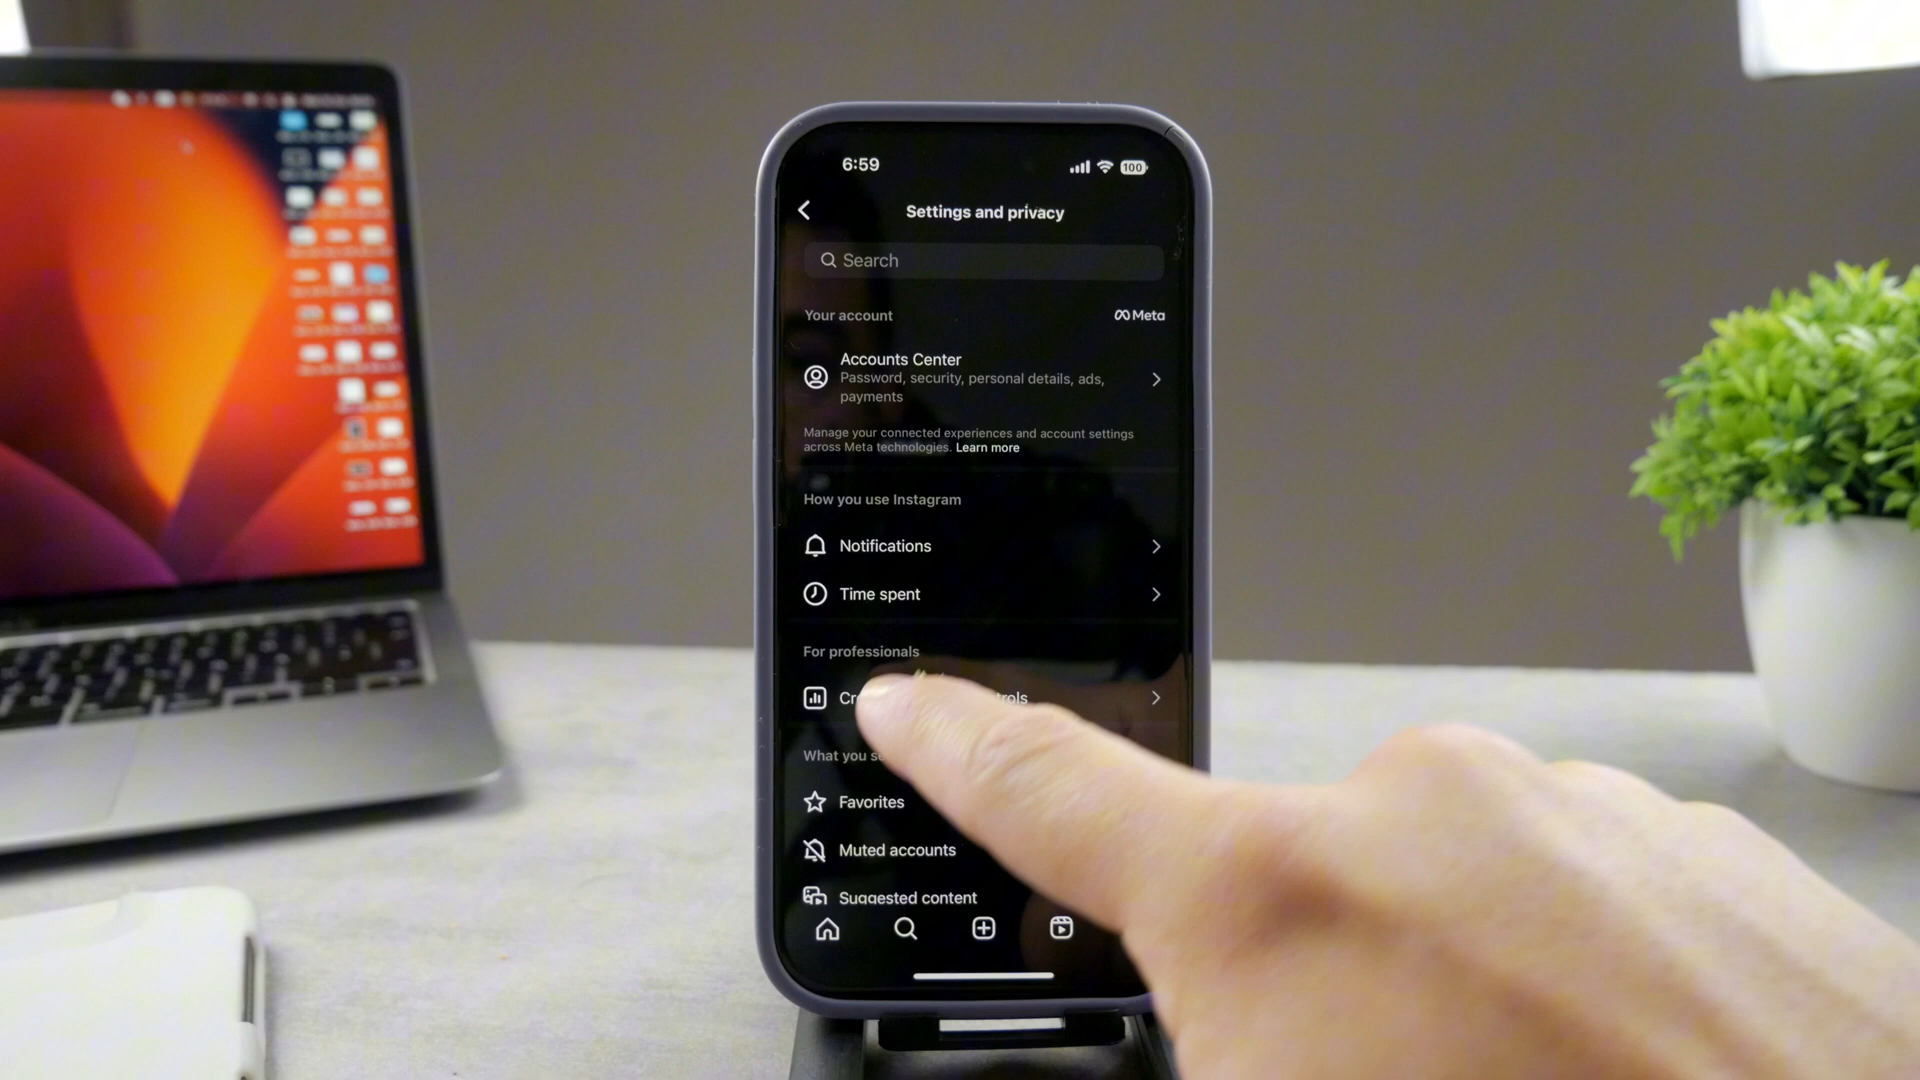 6:59
100
Settings and privacy
Search
Your account
Meta
Accounts Center
Password, security, personal details, ads,
payments
Manage your connected experiences and account settings
across Meta technologies. Learn more
How you use Instagram
Notifications
Time spent
For professionals
What you
Favorites
Muted accounts
Suggested content